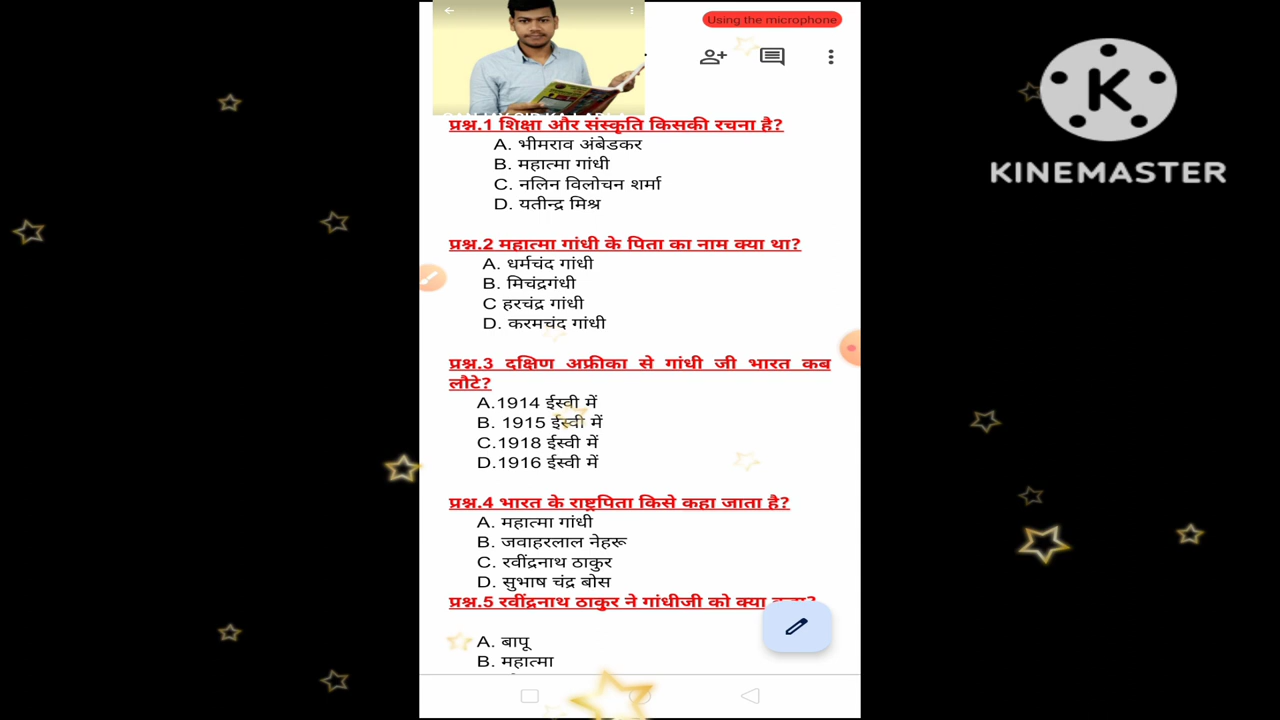 Using the microphone
K
KINEMASTER
प्रश्न.1 शिक्षा और संस्कृति किसकी रचना है?
A. भीमराव अंबेडकर
B. महात्मा गांधी
C. नलिन विलोचन शर्मा
D. यतीन्द्र मिश्र
प्रश्न.2 महात्मा गांधी के पिता का नाम क्या था?
A. धर्मचंद गांधी
B. मिचंद्रगंधी
C हरचंद्र गांधी
D. करमचंद गांधी
प्रश्न.3 दक्षिण अफ्रीका से गांधी जी भारत कब
लौटे?
A.1914 ईस्वी में
B. 1915 ईस्वी में
C.1918 ईस्वी में
D.1916 ईस्वी में
प्रश्न.4 भारत के राष्ट्रपिता किसे कहा जाता है?
A. महात्मा गांधी
B. जवाहरलाल नेहरू
C. रवींद्रनाथ ठाकुर
D. सुभाष चंद्र बोस
प्रश्न.5 रवींद्रनाथ ठाकुर ने गांधीजी को क्या
A. बापू
B. महात्मा